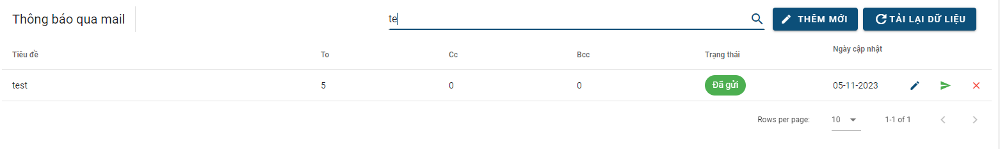 Thông báo qua mail
te
THÊM MỚI
TẢI LẠI DỮ LIỆU
Tiêu đề To Cc Bcc Trạng thái Ngày cập nhật
test 5 0 0 Đã gửi 05-11-2023
Rows per page: 10 1-1 of 1